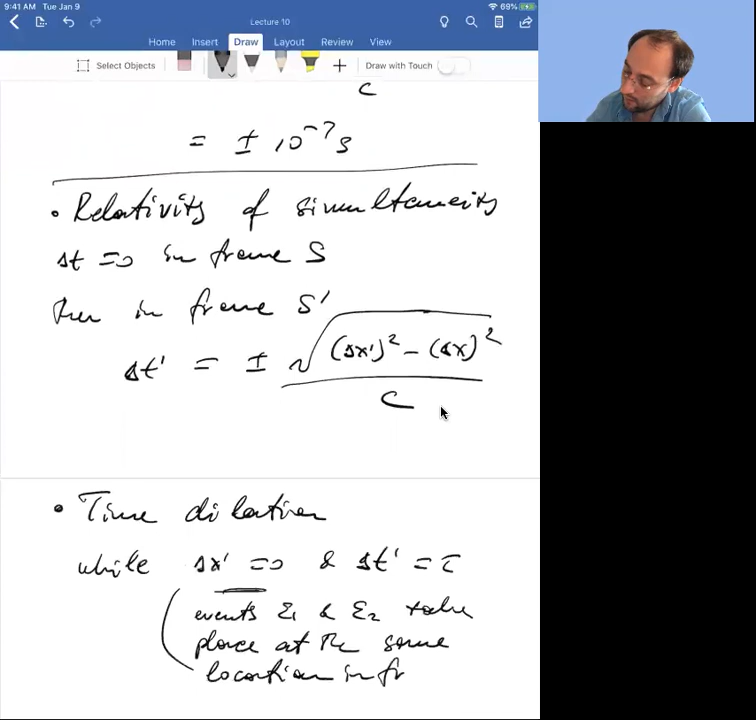 9:41 AM Tue Jan 9
69%
Lecture 10
Home Insert Draw Layout Review View
Select Objects
Draw with Touch
c
= ± 10⁻⁷ s
• Relativity of simultaneity
Δt = 0 in frame S
then in frame S'
Δt' = ± √((Δx')² − (Δx)²) / c
• Time dilation
while Δx' = 0 & Δt' = τ
(events Ɛ₁ & Ɛ₂ take
place at the same
location in fr